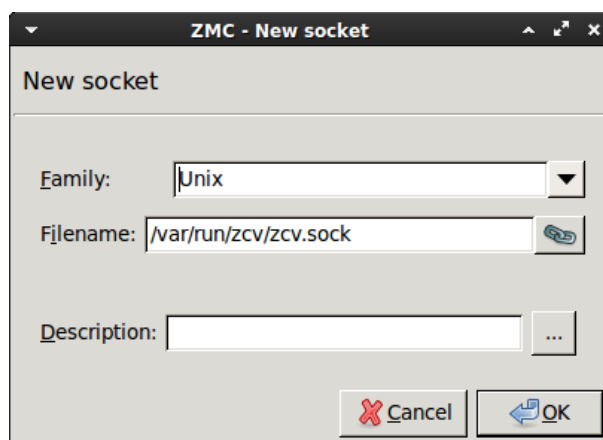 ZMC - New socket
New socket
Family: Unix
Filename: /var/run/zcv/zcv.sock
Description: ...
Cancel OK